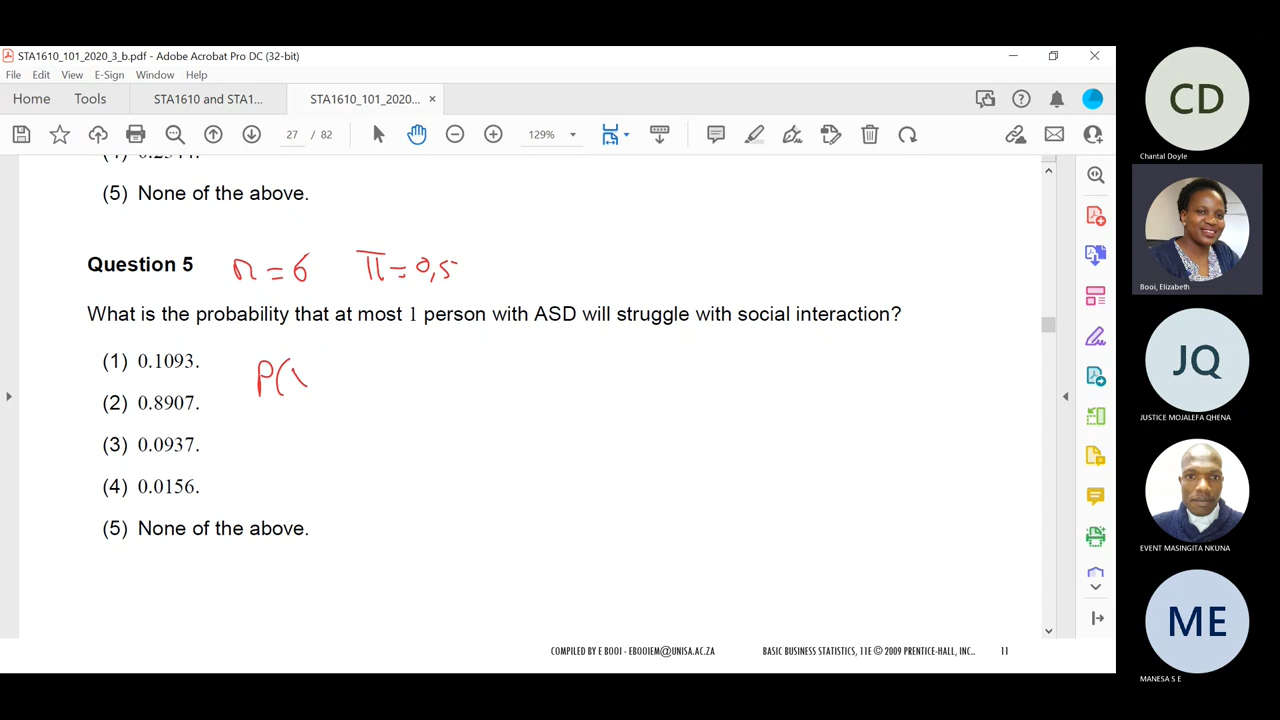 STA1610_101_2020_3_b.pdf - Adobe Acrobat Pro DC (32-bit)
File Edit View E-Sign Window Help
Home Tools STA1610 and STA1... STA1610_101_2020... ×
27 / 82 129%
(5) None of the above.
Question 5 n = 6 π = 0,5
What is the probability that at most 1 person with ASD will struggle with social interaction?
(1) 0.1093.
P(
(2) 0.8907.
(3) 0.0937.
(4) 0.0156.
(5) None of the above.
COMPILED BY E BOOI - EBOOIEM@UNISA.AC.ZA BASIC BUSINESS STATISTICS, 11E © 2009 PRENTICE-HALL, INC.. 11
CD
Chantal Doyle
Booi, Elizabeth
JQ
JUSTICE MOJALEFA QHENA
EVENT MASINGITA NKUNA
ME
MANESA S E